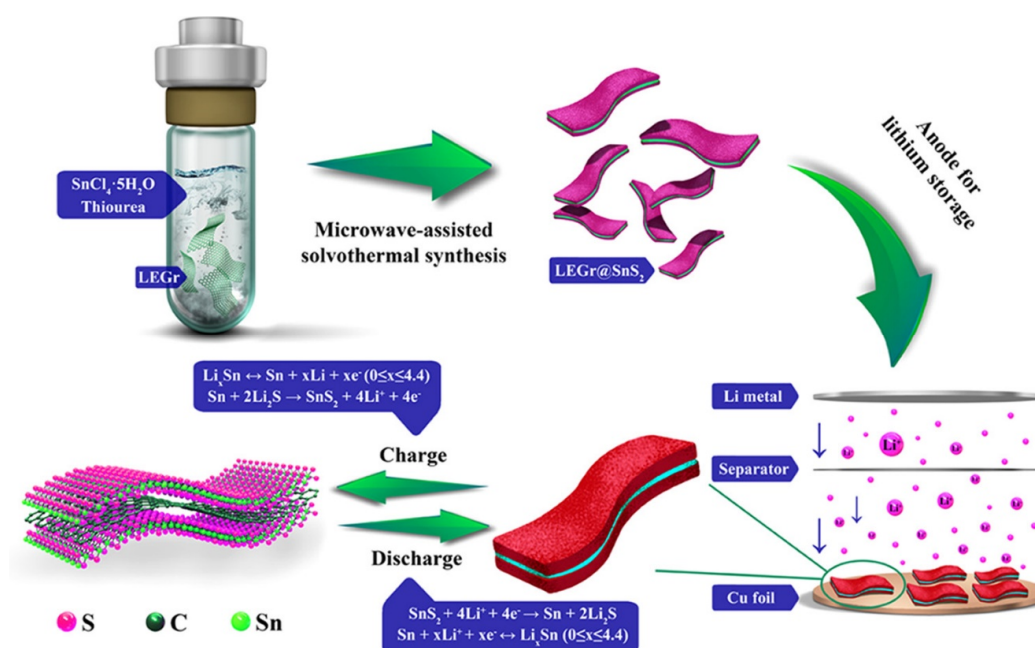 SnCl₄·5H₂O
Thiourea
LEGr
Microwave-assisted
solvothermal synthesis
LEGr@SnS₂
Anode for
lithium storage
LiₓSn ↔ Sn + xLi + xe⁻ (0≤x≤4.4)
Sn + 2Li₂S → SnS₂ + 4Li⁺ + 4e⁻
Charge
Discharge
SnS₂ + 4Li⁺ + 4e⁻ → Sn + 2Li₂S
Sn + xLi⁺ + xe⁻ ↔ LiₓSn (0≤x≤4.4)
S
C
Sn
Li metal
Li⁺
Separator
Li⁺
Li⁺
Cu foil